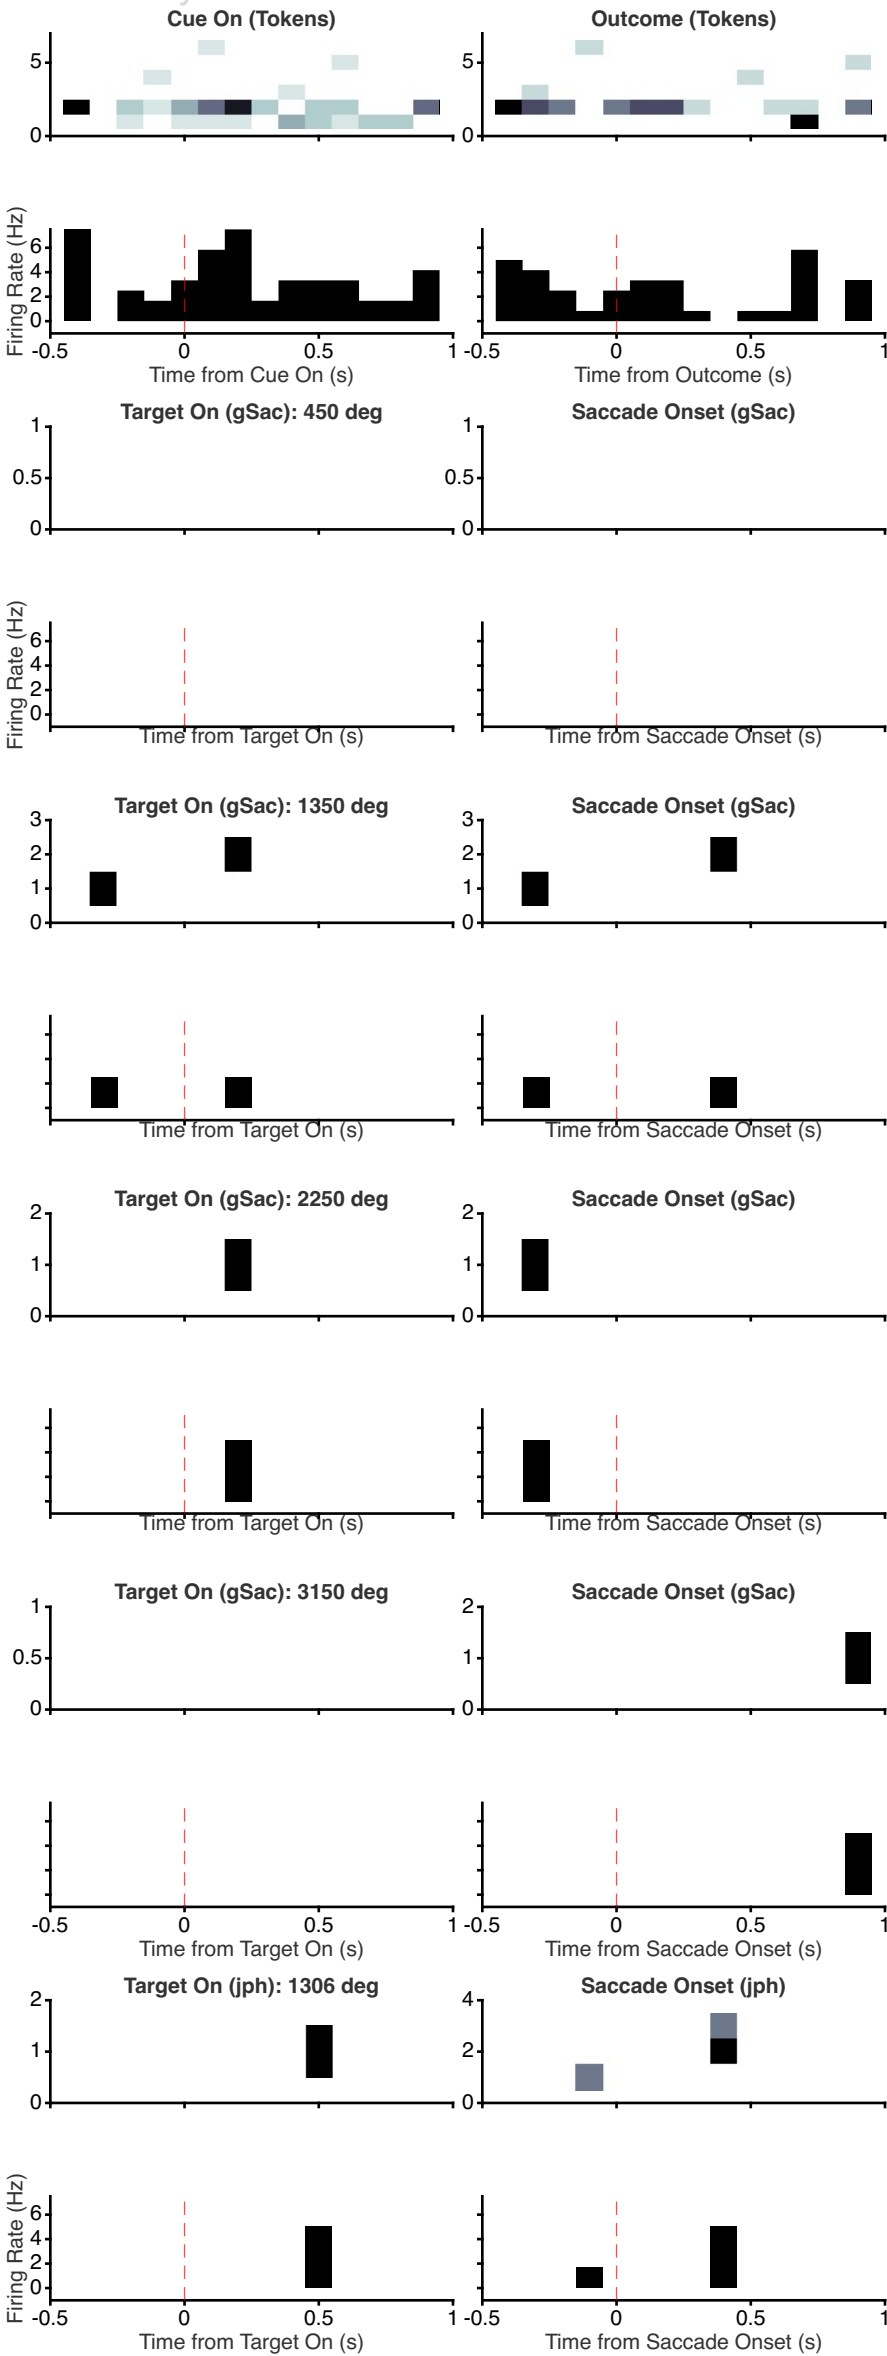 Cue On (Tokens)
Outcome (Tokens)
5
0
5
0
Firing Rate (Hz)
6
4
2
0
-0.5 0 0.5 1
-0.5 0 0.5 1
Time from Cue On (s)
Time from Outcome (s)
Target On (gSac): 450 deg
Saccade Onset (gSac)
1
0.5
0
1
0.5
0
Firing Rate (Hz)
6
4
2
0
Time from Target On (s)
Time from Saccade Onset (s)
Target On (gSac): 1350 deg
Saccade Onset (gSac)
3
2
1
0
3
2
1
0
Time from Target On (s)
Time from Saccade Onset (s)
Target On (gSac): 2250 deg
Saccade Onset (gSac)
2
1
0
2
1
0
Time from Target On (s)
Time from Saccade Onset (s)
Target On (gSac): 3150 deg
Saccade Onset (gSac)
1
0.5
0
2
1
0
-0.5 0 0.5 1
-0.5 0 0.5 1
Time from Target On (s)
Time from Saccade Onset (s)
Target On (jph): 1306 deg
Saccade Onset (jph)
2
1
0
4
2
0
Firing Rate (Hz)
6
4
2
0
-0.5 0 0.5 1
-0.5 0 0.5 1
Time from Target On (s)
Time from Saccade Onset (s)